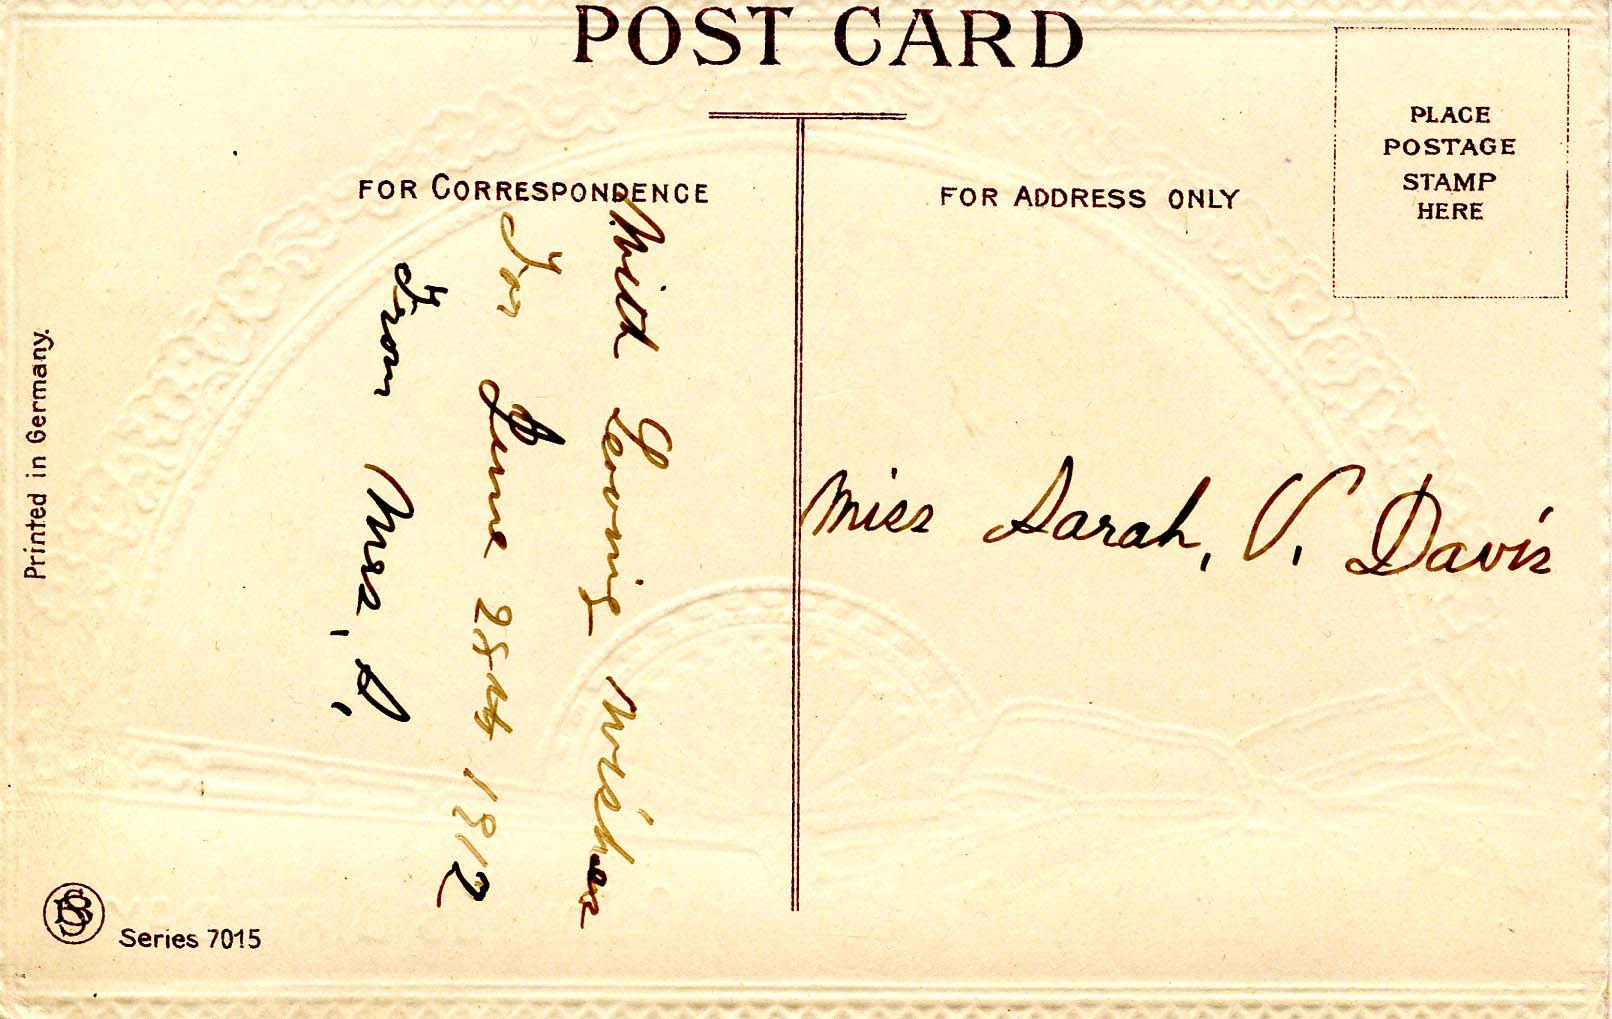 POST CARD
PLACE
POSTAGE
STAMP
HERE
FOR CORRESPONDENCE
FOR ADDRESS ONLY
With Loving Wishes
For June 28th 1912
From Mrs, S,
Miss Sarah, V. Davis
Printed in Germany.
Series 7015